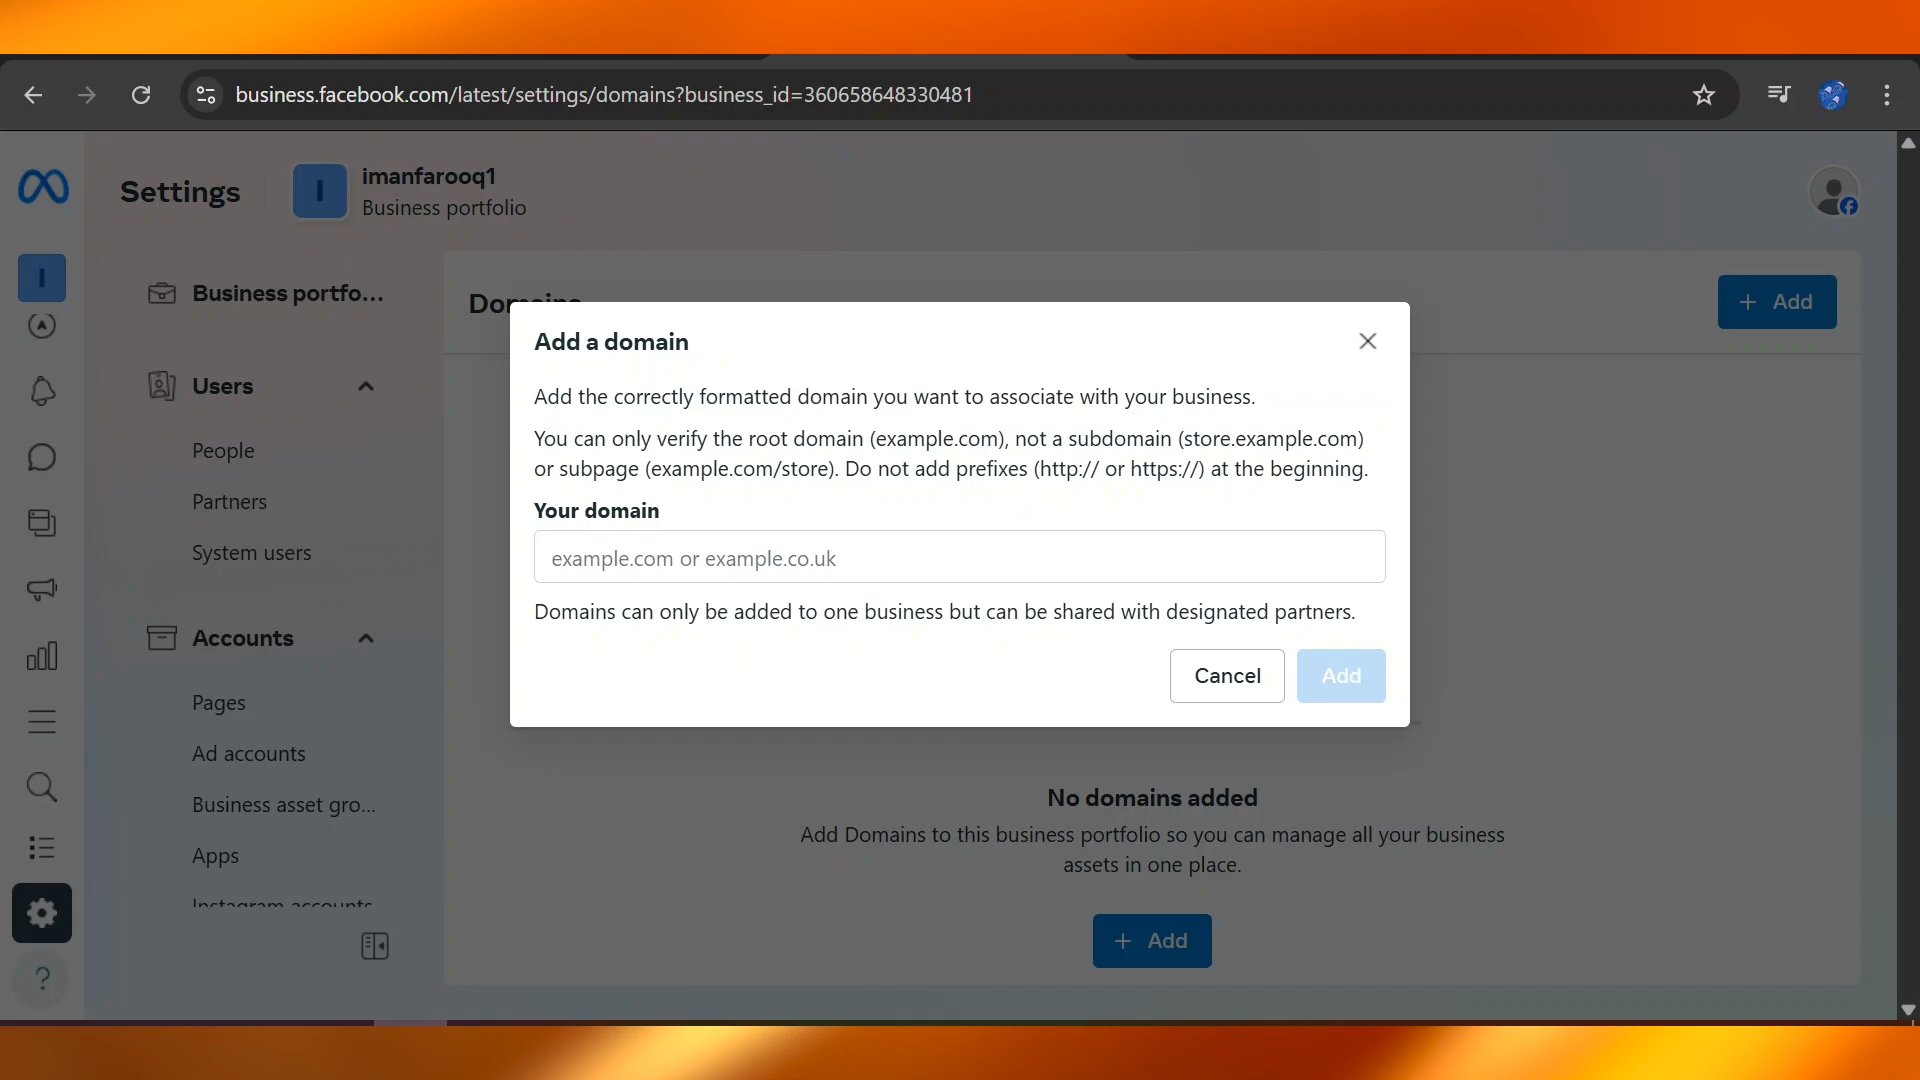 business.facebook.com/latest/settings/domains?business_id=360658648330481
Settings
I
imanfarooq1
Business portfolio
I
Business portfo...
Users
People
Partners
System users
Accounts
Pages
Ad accounts
Business asset gro...
Apps
Instagram accounts
?
Domains
+ Add
Add a domain
Add the correctly formatted domain you want to associate with your business.
You can only verify the root domain (example.com), not a subdomain (store.example.com)
or subpage (example.com/store). Do not add prefixes (http:// or https://) at the beginning.
Your domain
example.com or example.co.uk
Domains can only be added to one business but can be shared with designated partners.
Cancel
Add
No domains added
Add Domains to this business portfolio so you can manage all your business
assets in one place.
+ Add